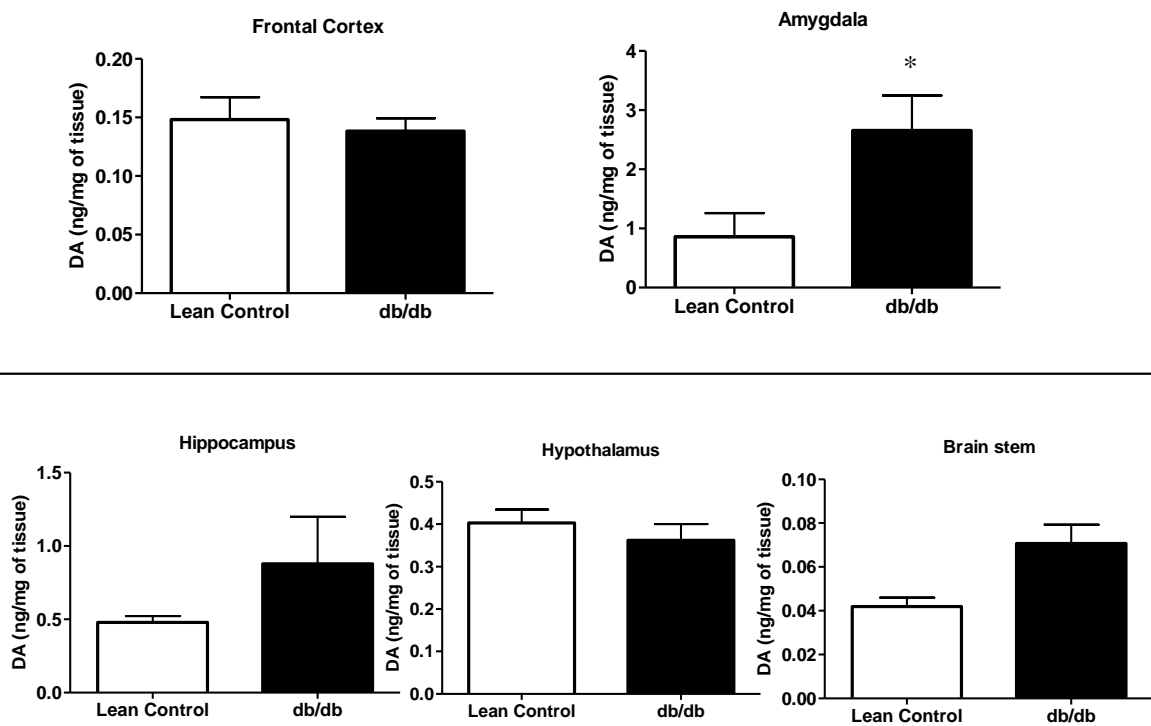 Frontal Cortex
DA (ng/mg of tissue)
0.20
0.15
0.10
0.05
0.00
Lean Control
db/db
Amygdala
DA (ng/mg of tissue)
4
3
2
1
0
*
Lean Control
db/db
Hippocampus
DA (ng/mg of tissue)
1.5
1.0
0.5
0.0
Lean Control
db/db
Hypothalamus
DA (ng/mg of tissue)
0.5
0.4
0.3
0.2
0.1
0.0
Lean Control
db/db
Brain stem
DA (ng/mg of tissue)
0.10
0.08
0.06
0.04
0.02
0.00
Lean Control
db/db